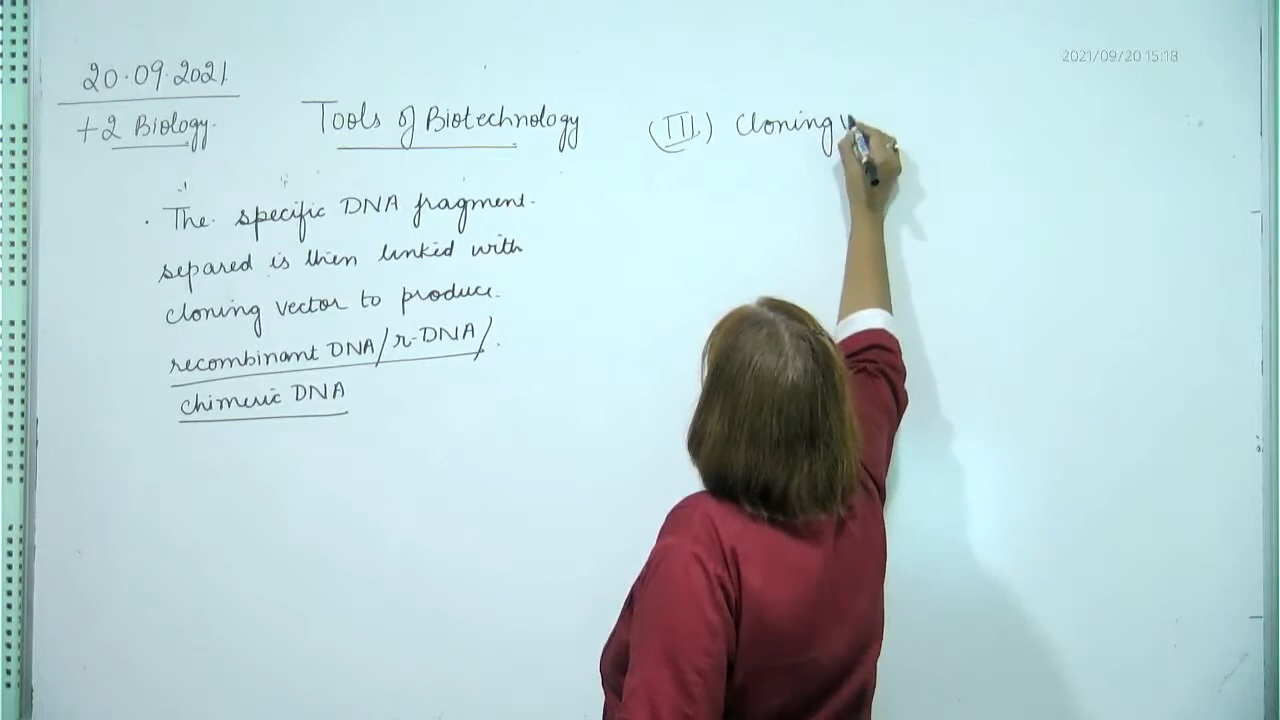 20.09.2021
+2 Biology.
Tools of Biotechnology
(III) Cloning
2021/09/20 15:18
. The specific DNA fragment.
separed is then linked with
cloning vector to produce.
recombinant DNA/r-DNA/.
chimeric DNA